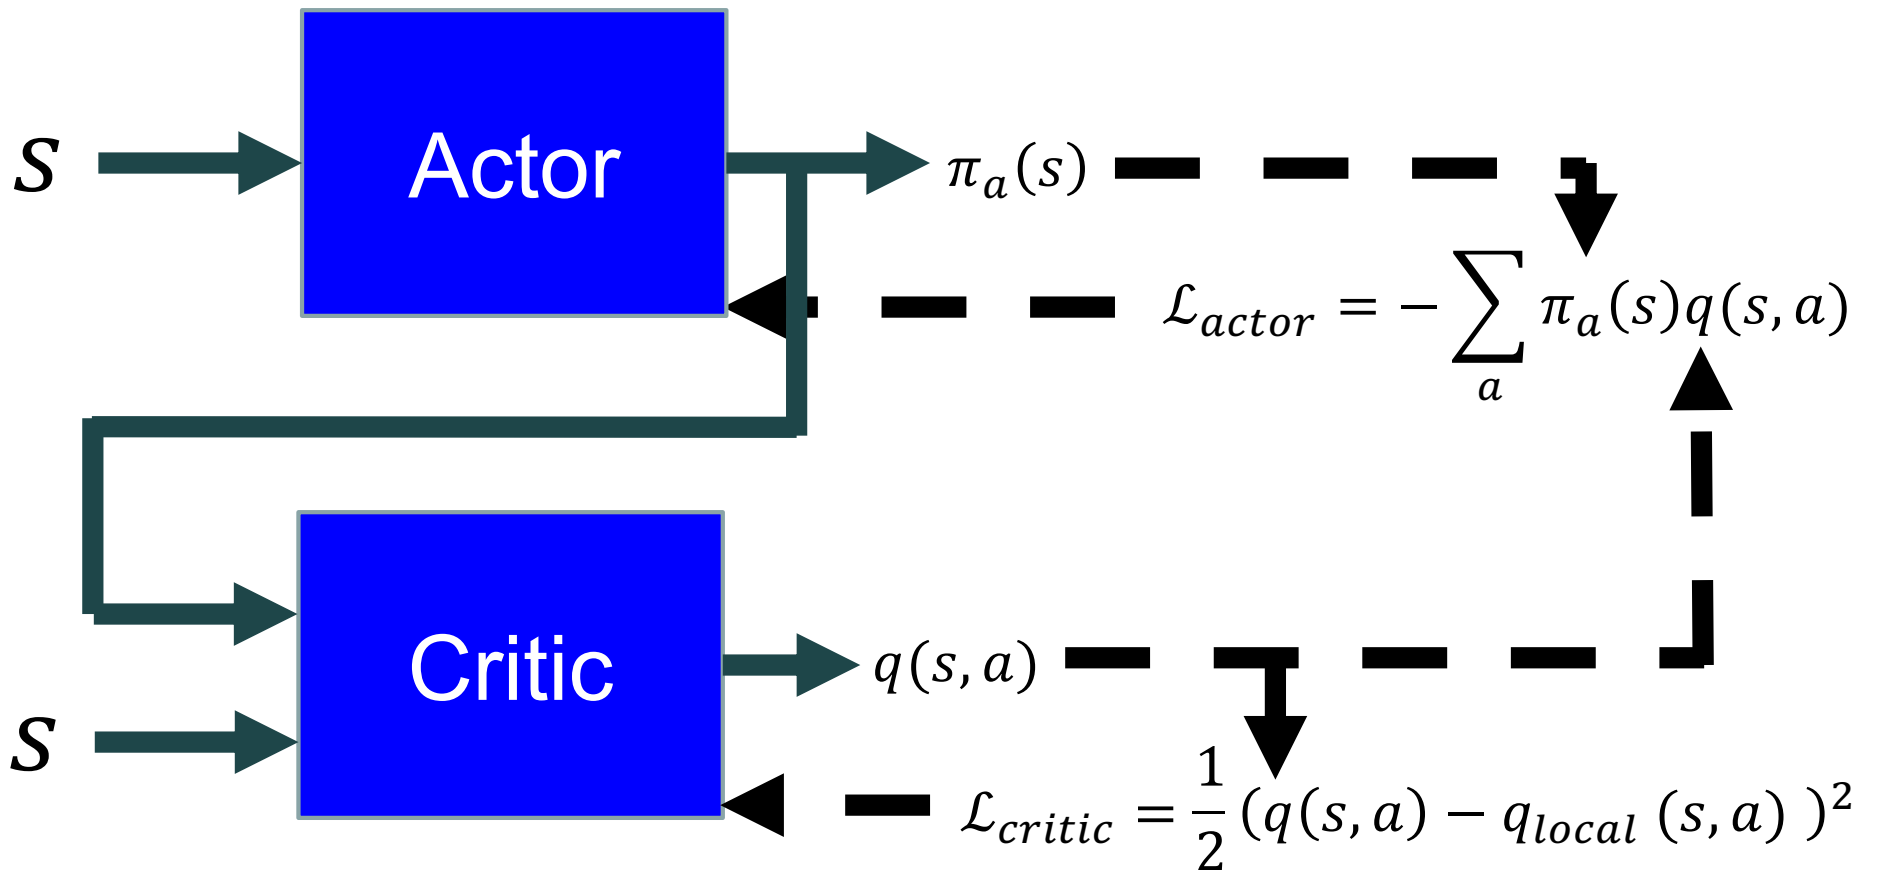 s
Actor
π_a(s)
ℒ_actor = − ∑_a π_a(s)q(s, a)
Critic
s
q(s, a)
ℒ_critic = 1/2 (q(s, a) − q_local (s, a) )²